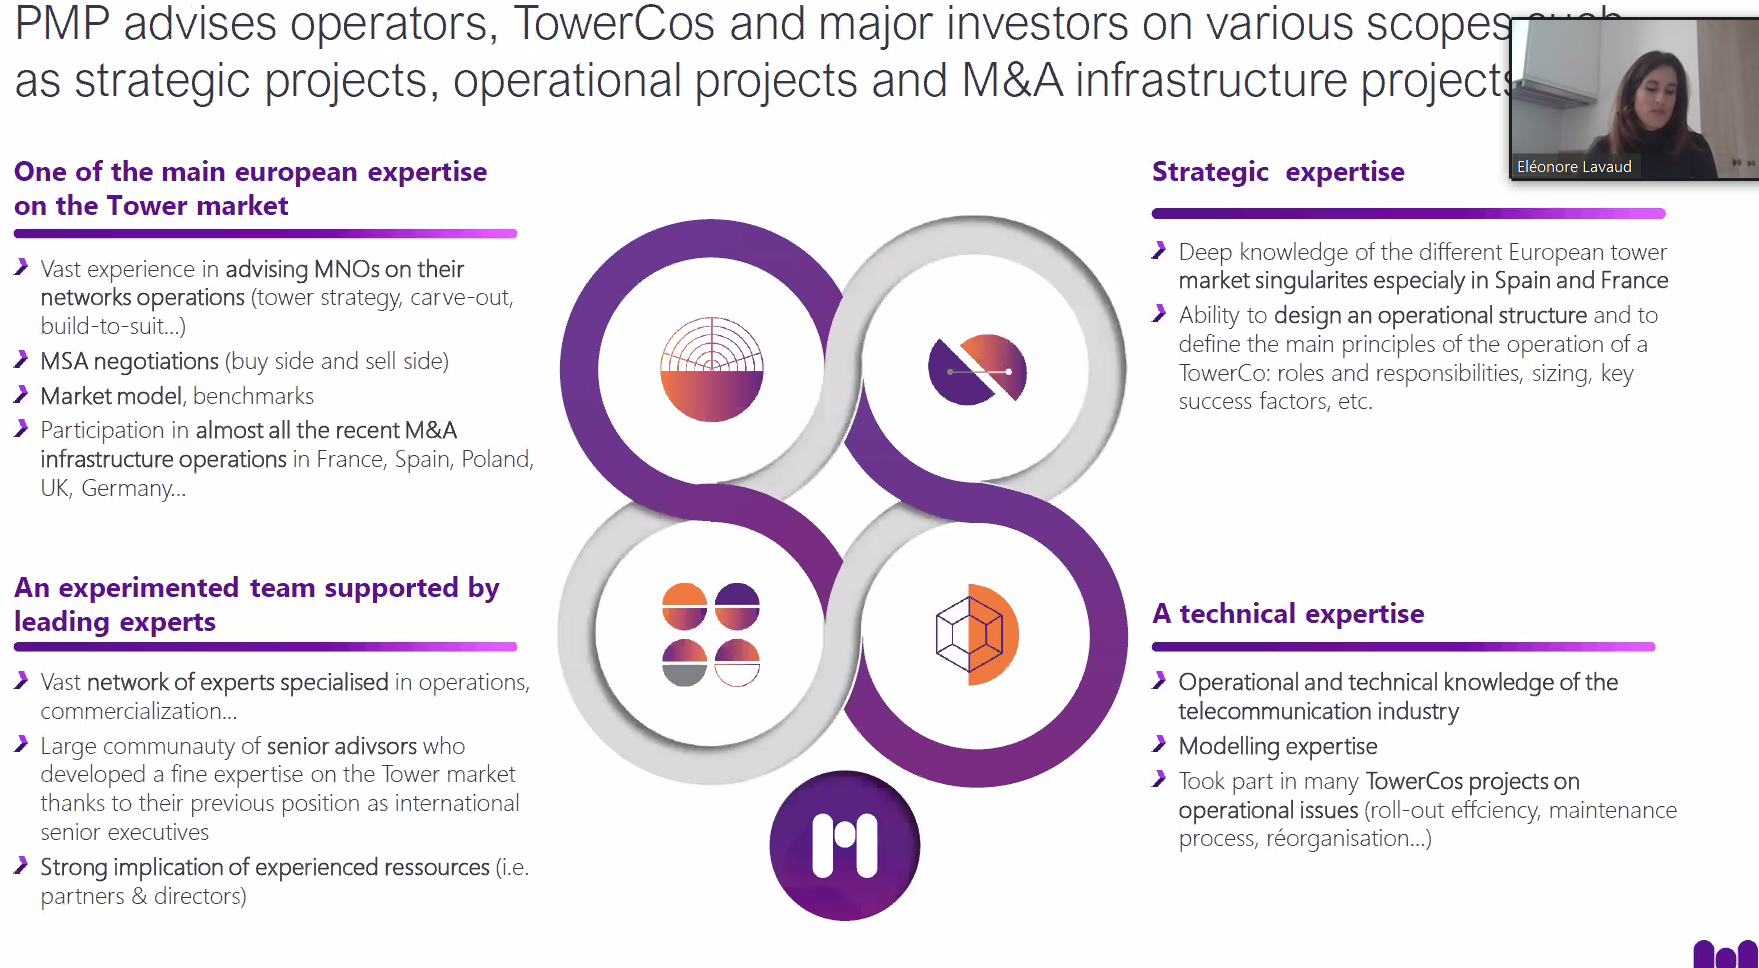 PMP advises operators, TowerCos and major investors on various scopes such
as strategic projects, operational projects and M&A infrastructure projects
Eléonore Lavaud
One of the main european expertise
on the Tower market
Vast experience in advising MNOs on their
networks operations (tower strategy, carve-out,
build-to-suit...)
MSA negotiations (buy side and sell side)
Market model, benchmarks
Participation in almost all the recent M&A
infrastructure operations in France, Spain, Poland,
UK, Germany...
Strategic expertise
Deep knowledge of the different European tower
market singularites especialy in Spain and France
Ability to design an operational structure and to
define the main principles of the operation of a
TowerCo: roles and responsibilities, sizing, key
success factors, etc.
An experimented team supported by
leading experts
Vast network of experts specialised in operations,
commercialization...
Large communauty of senior adivsors who
developed a fine expertise on the Tower market
thanks to their previous position as international
senior executives
Strong implication of experienced ressources (i.e.
partners & directors)
A technical expertise
Operational and technical knowledge of the
telecommunication industry
Modelling expertise
Took part in many TowerCos projects on
operational issues (roll-out effciency, maintenance
process, réorganisation...)